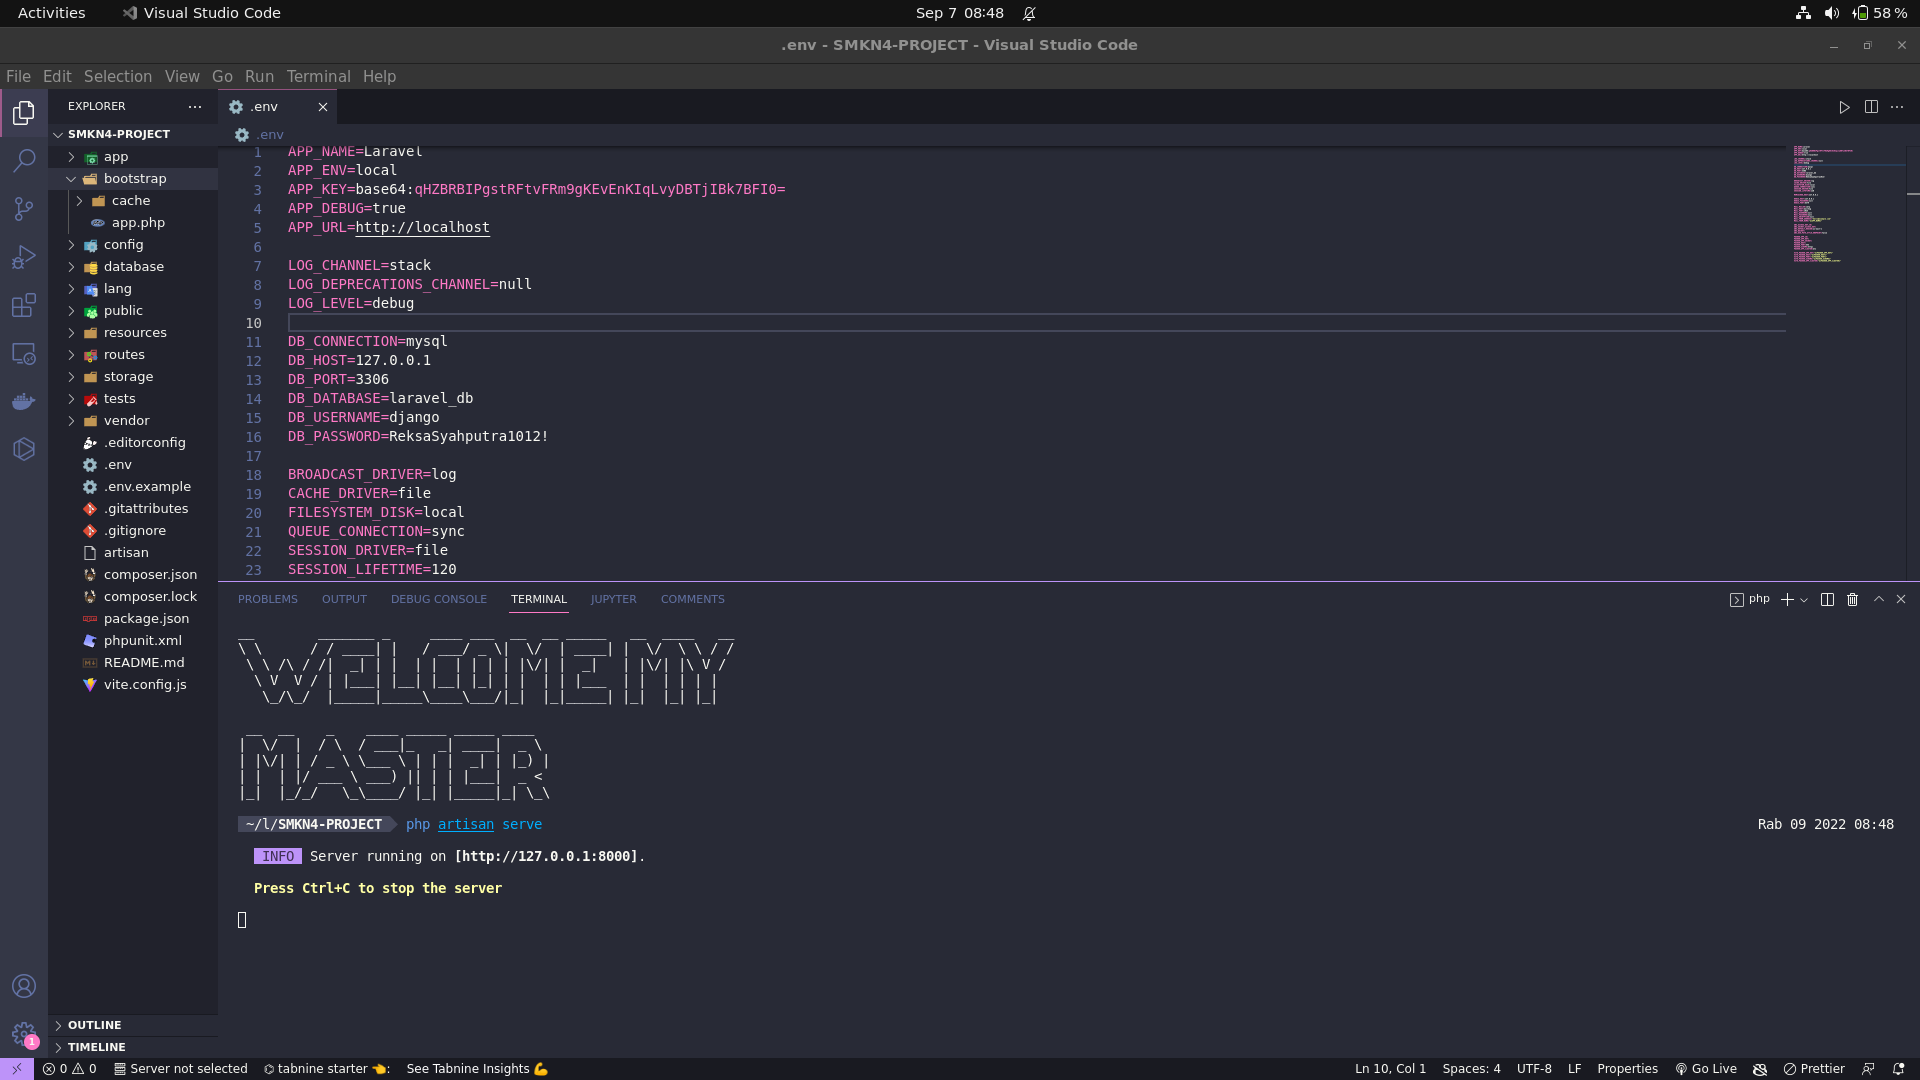 Activities
Visual Studio Code
Sep 7 08:48
58 %
.env - SMKN4-PROJECT - Visual Studio Code
File Edit Selection View Go Run Terminal Help
EXPLORER
SMKN4-PROJECT
app
bootstrap
cache
app.php
config
database
lang
public
resources
routes
storage
tests
vendor
.editorconfig
.env
.env.example
.gitattributes
.gitignore
artisan
composer.json
composer.lock
package.json
phpunit.xml
README.md
vite.config.js
OUTLINE
TIMELINE
.env
.env
1 APP_NAME=Laravel
2 APP_ENV=local
3 APP_KEY=base64:qHZBRBIPgstRFtvFRm9gKEvEnKIqLvyDBTjIBk7BFI0=
4 APP_DEBUG=true
5 APP_URL=http://localhost
6
7 LOG_CHANNEL=stack
8 LOG_DEPRECATIONS_CHANNEL=null
9 LOG_LEVEL=debug
10
11 DB_CONNECTION=mysql
12 DB_HOST=127.0.0.1
13 DB_PORT=3306
14 DB_DATABASE=laravel_db
15 DB_USERNAME=django
16 DB_PASSWORD=ReksaSyahputra1012!
17
18 BROADCAST_DRIVER=log
19 CACHE_DRIVER=file
20 FILESYSTEM_DISK=local
21 QUEUE_CONNECTION=sync
22 SESSION_DRIVER=file
23 SESSION_LIFETIME=120
PROBLEMS OUTPUT DEBUG CONSOLE TERMINAL JUPYTER COMMENTS
php
WELCOME MY
MASTER
~/l/SMKN4-PROJECT php artisan serve
Rab 09 2022 08:48
INFO Server running on [http://127.0.0.1:8000].
Press Ctrl+C to stop the server
1
0 0 Server not selected tabnine starter : See Tabnine Insights
Ln 10, Col 1 Spaces: 4 UTF-8 LF Properties Go Live Prettier